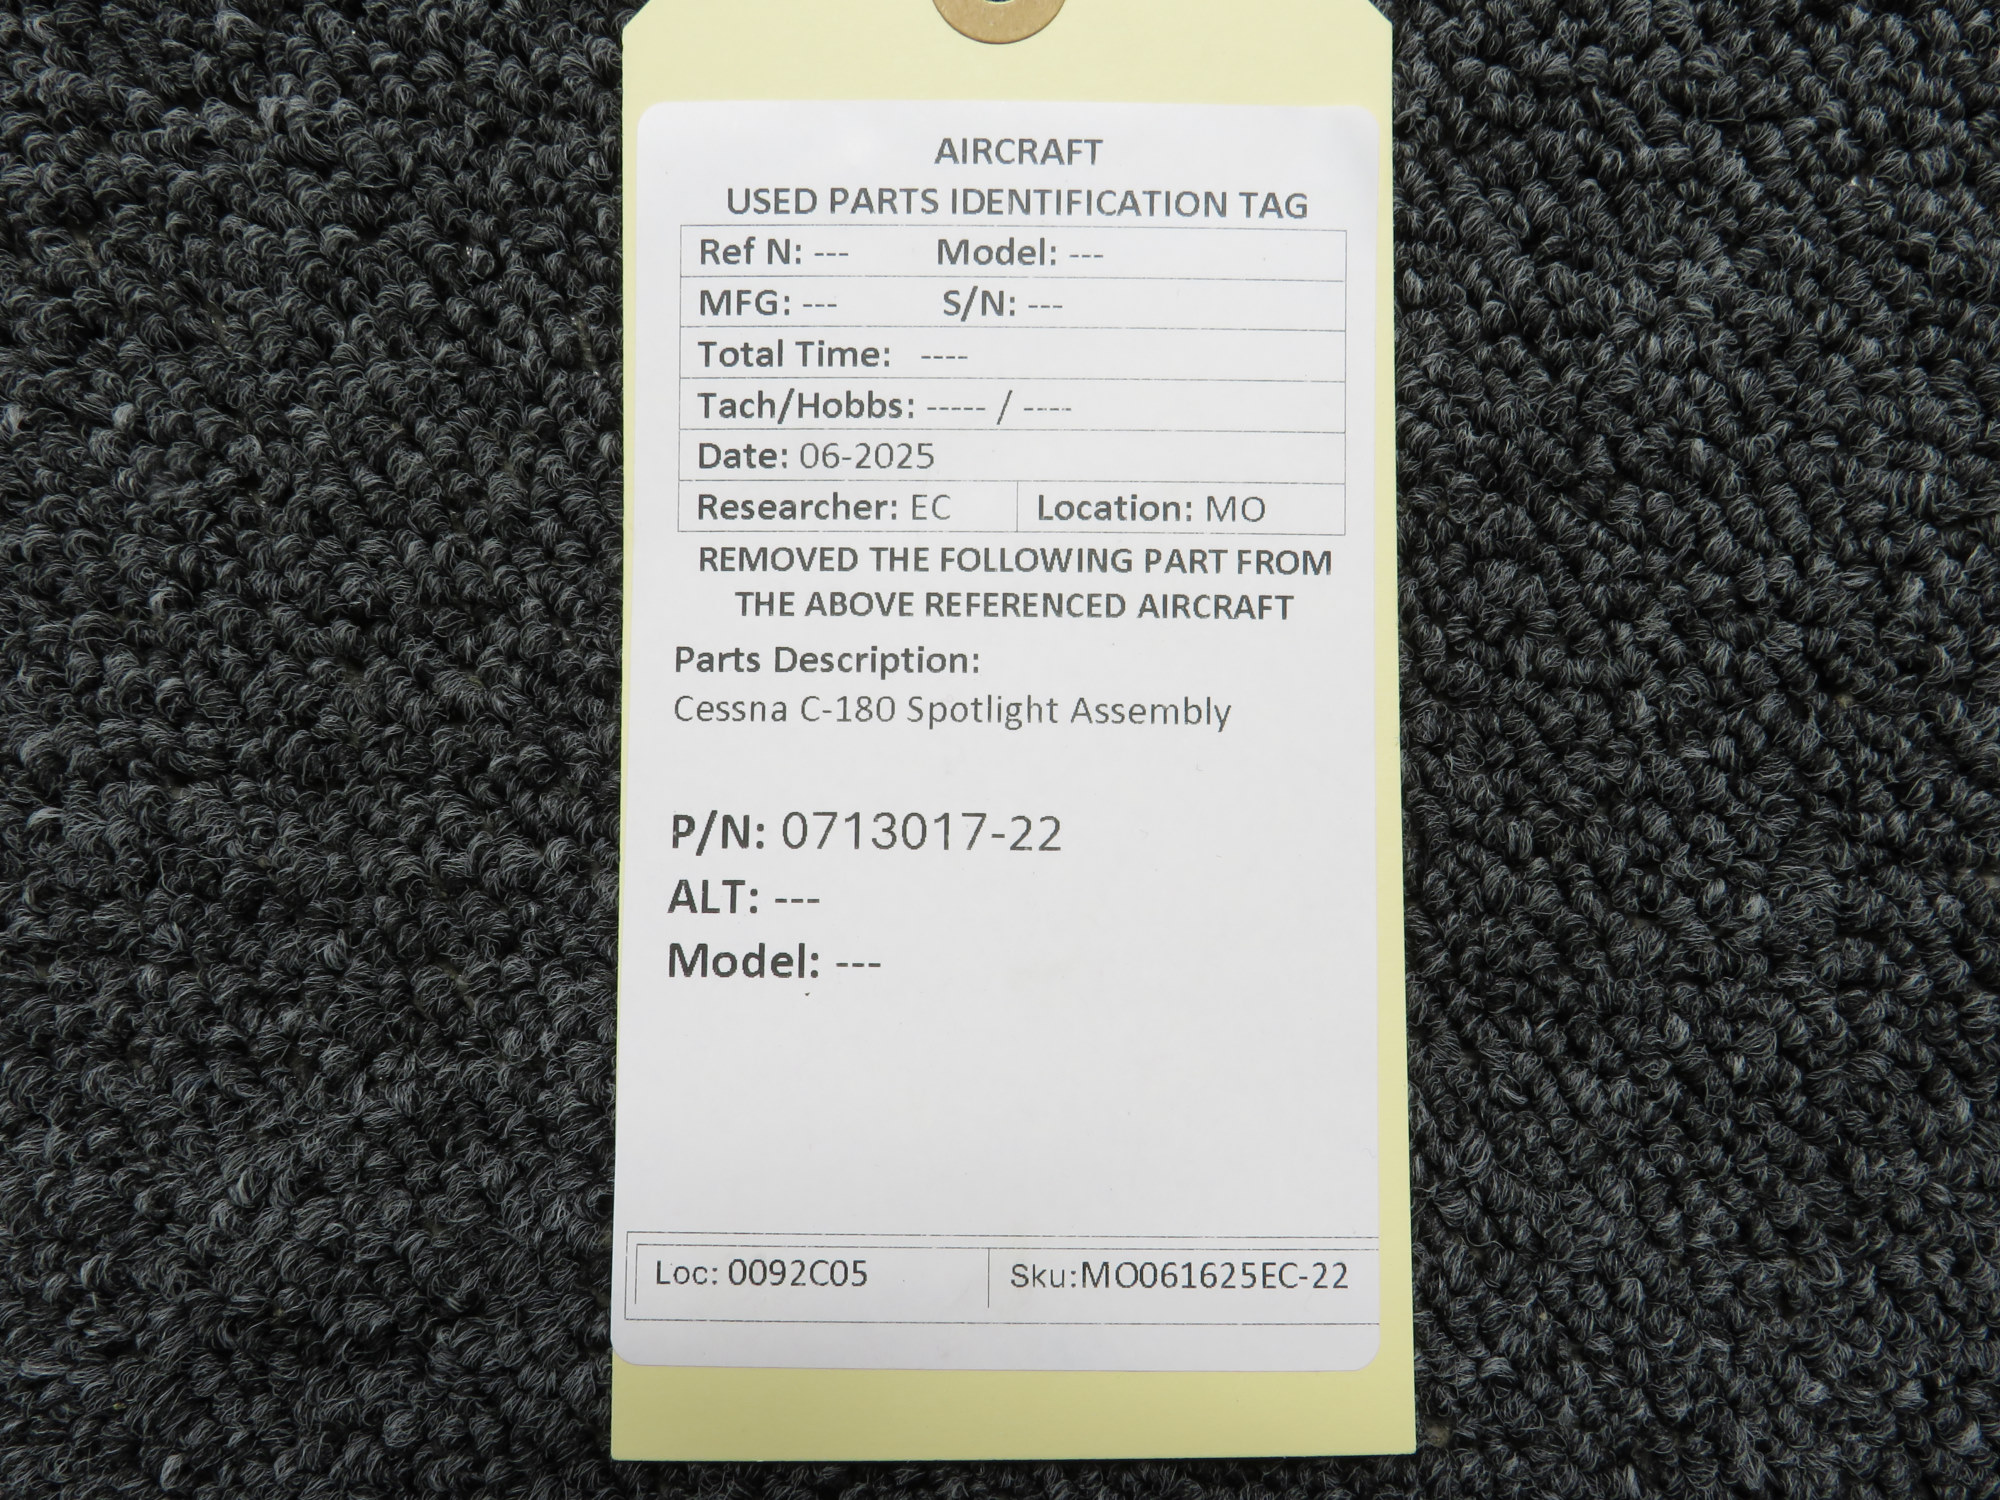 AIRCRAFT
USED PARTS IDENTIFICATION TAG
Ref N: --- Model: ---
MFG: --- S/N: ---
Total Time: ----
Tach/Hobbs: ----- / -----
Date: 06-2025
Researcher: EC Location: MO
REMOVED THE FOLLOWING PART FROM
THE ABOVE REFERENCED AIRCRAFT
Parts Description:
Cessna C-180 Spotlight Assembly
P/N: 0713017-22
ALT: ---
Model: ---
Loc: 0092C05 Sku:MO061625EC-22